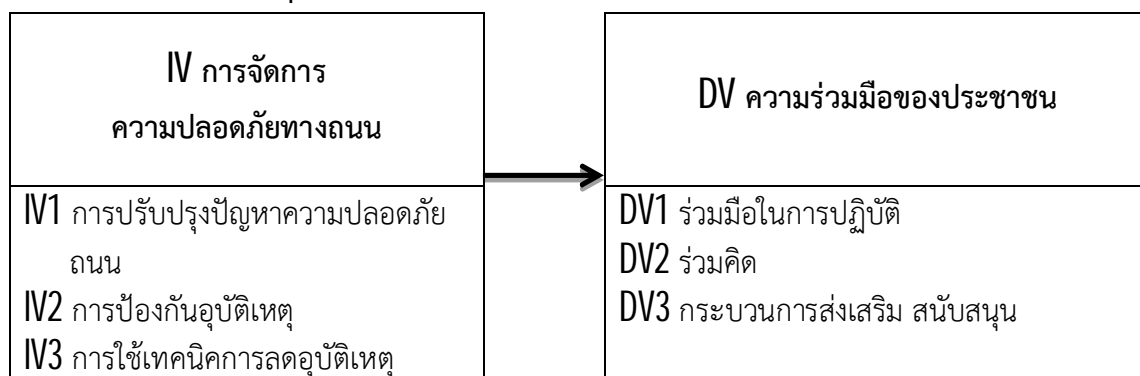 IV การจัดการ
ความปลอดภัยทางถนน
DV ความร่วมมือของประชาชน
IV1 การปรับปรุงปัญหาความปลอดภัย
ถนน
IV2 การป้องกันอุบัติเหตุ
IV3 การใช้เทคนิคการลดอุบัติเหตุ
DV1 ร่วมมือในการปฏิบัติ
DV2 ร่วมคิด
DV3 กระบวนการส่งเสริม สนับสนุน